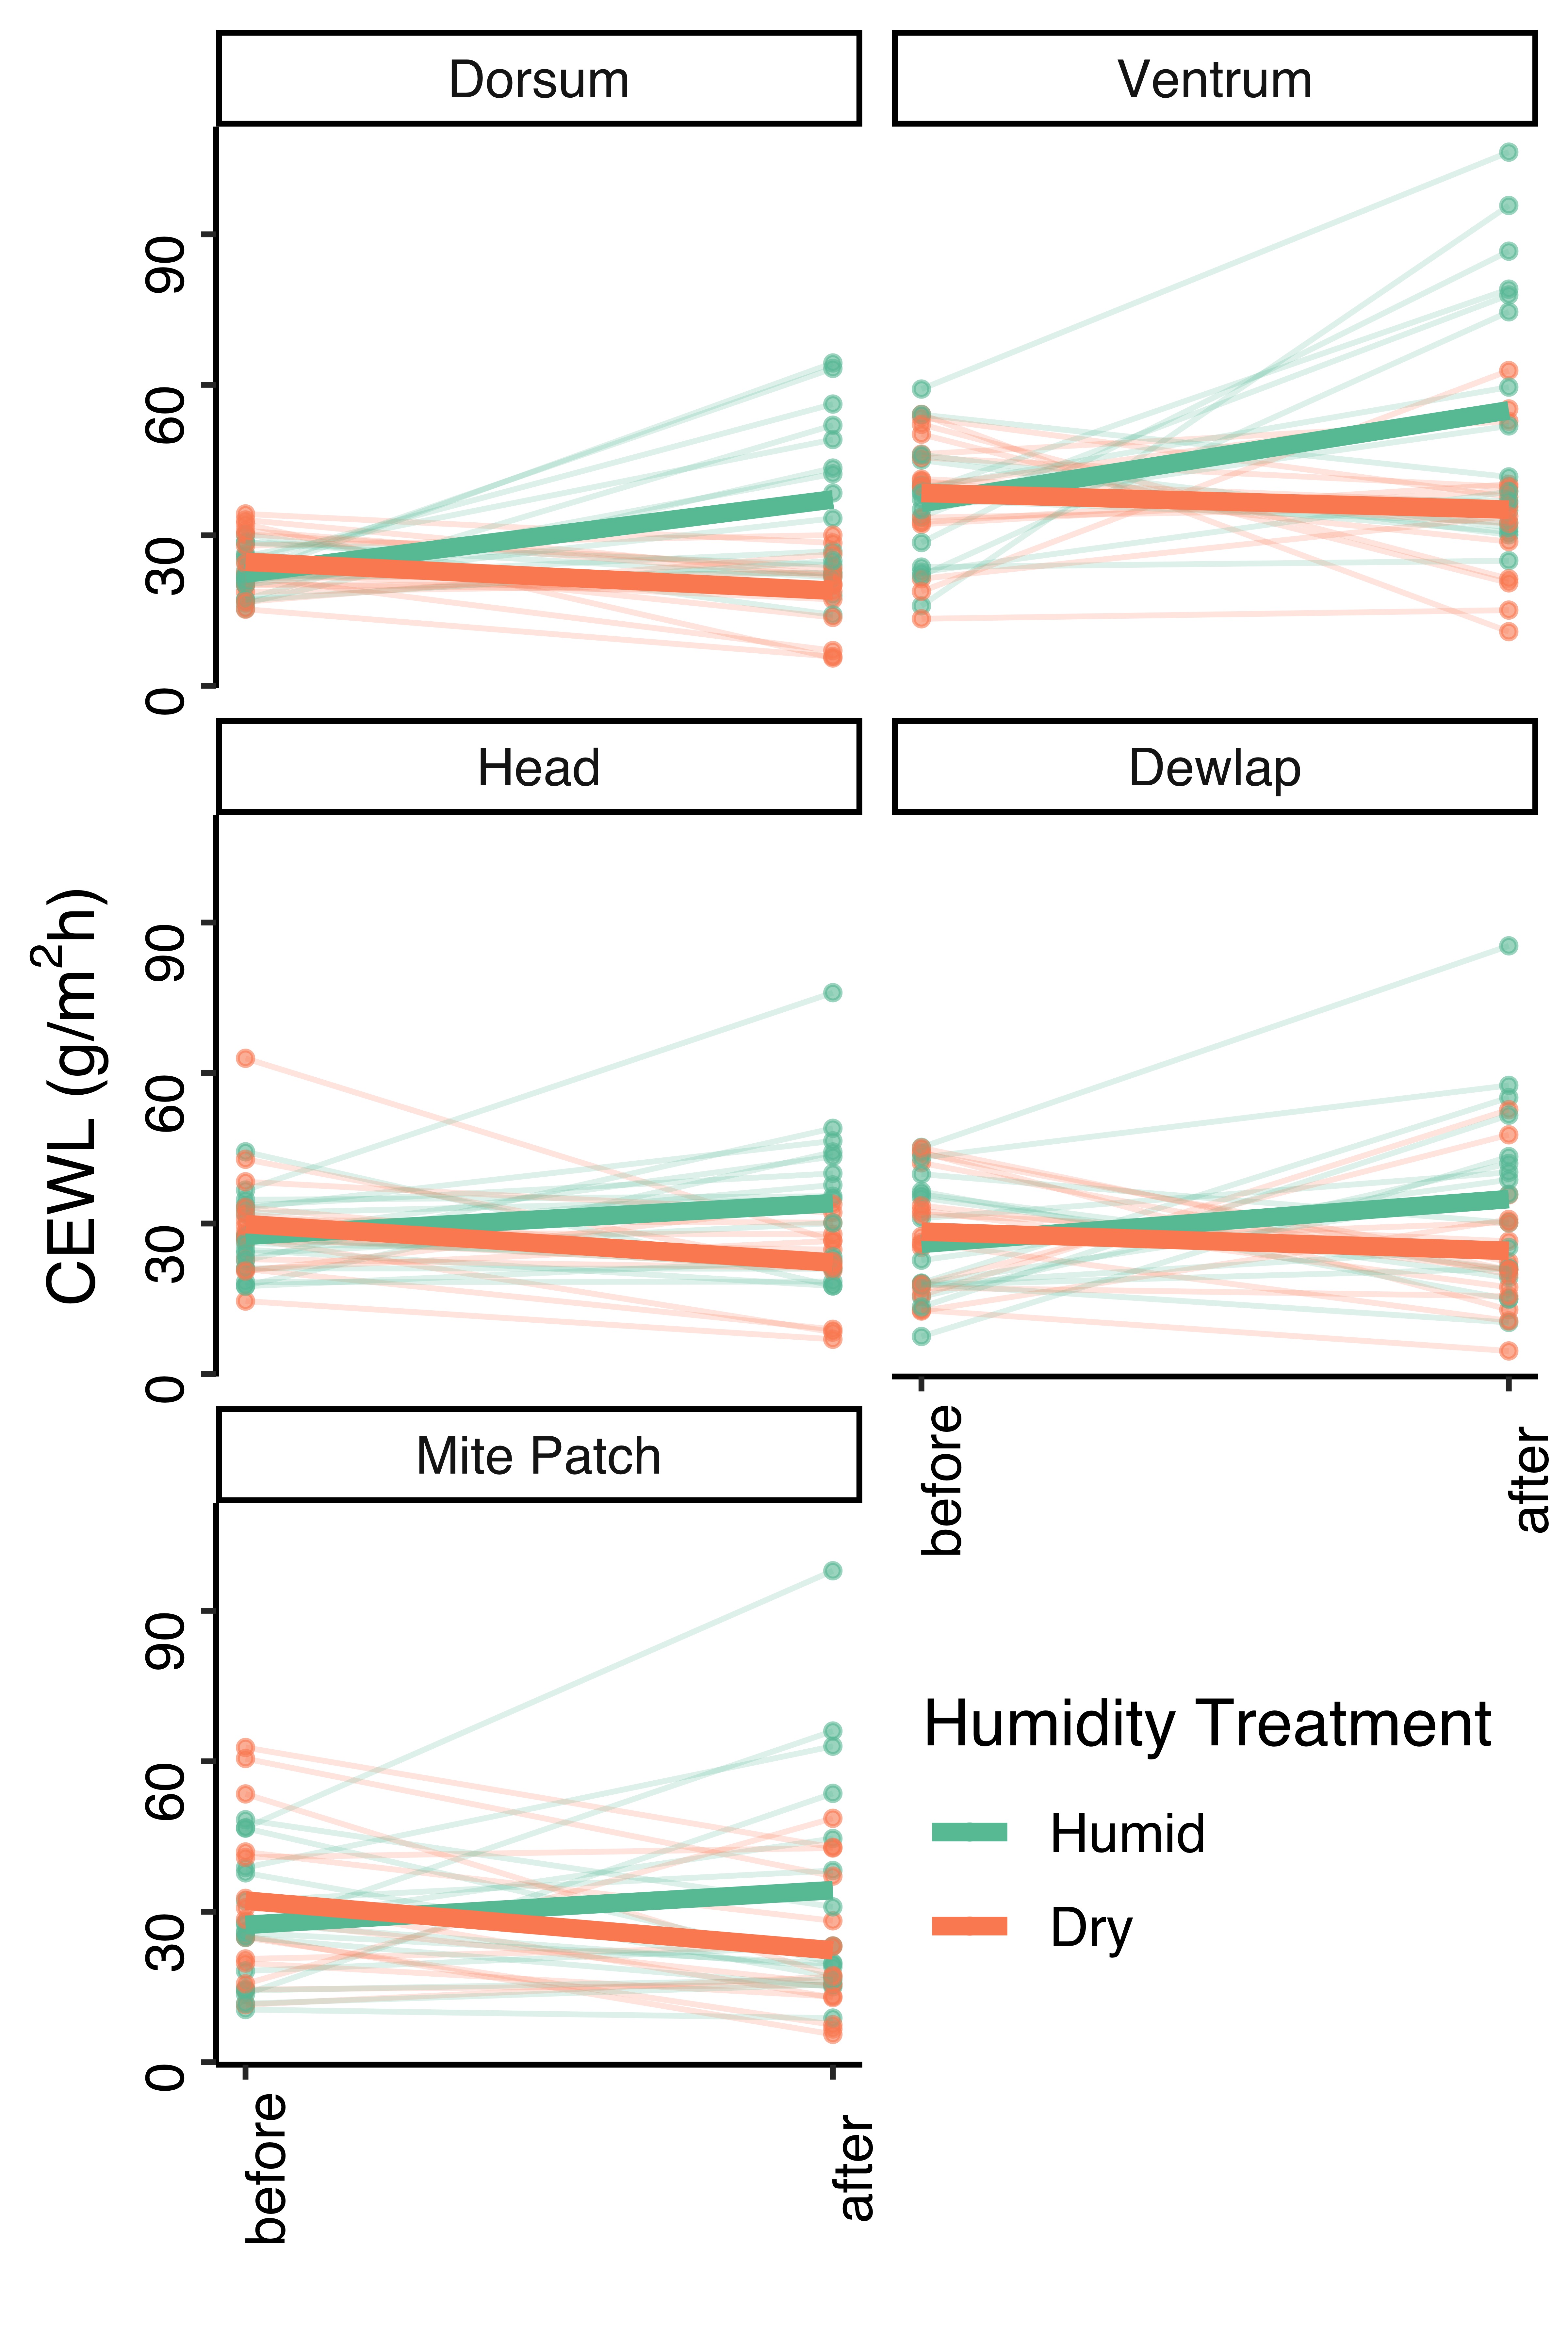 Dorsum
Ventrum
90
60
30
0
Head
Dewlap
CEWL (g/m²h)
90
60
30
0
before
after
Mite Patch
90
60
30
0
before
after
Humidity Treatment
Humid
Dry